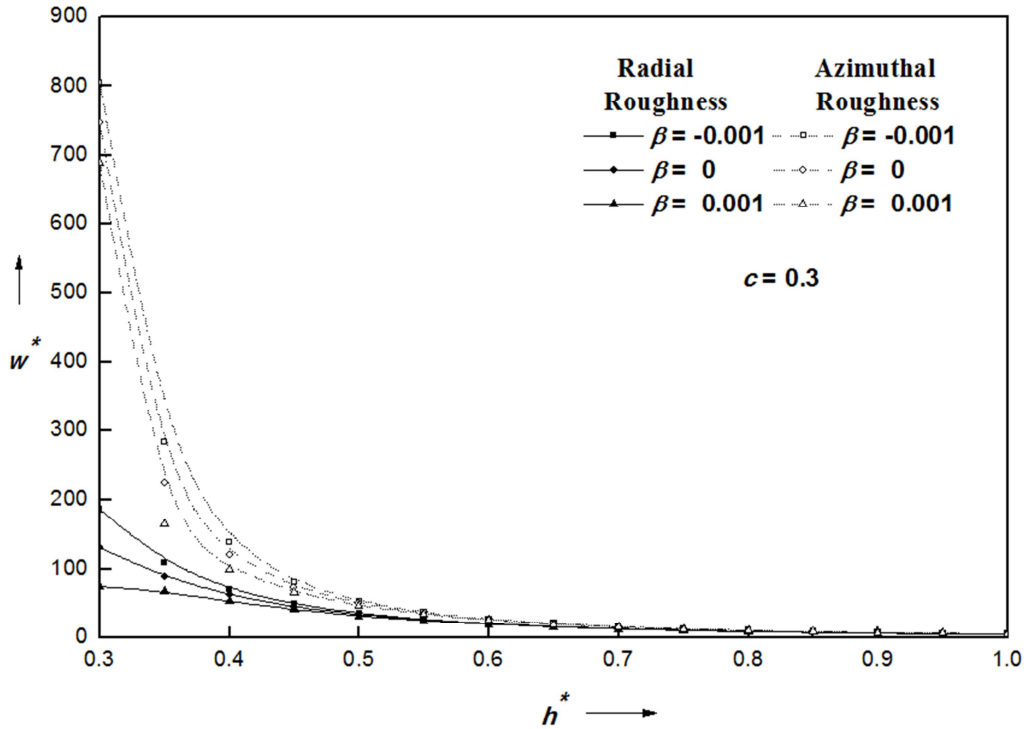 900
800
700
600
500
400
300
200
100
0
w*
Radial Roughness
Azimuthal Roughness
β = -0.001
β = -0.001
β = 0
β = 0
β = 0.001
β = 0.001
c = 0.3
0.3 0.4 0.5 0.6 0.7 0.8 0.9 1.0
h*